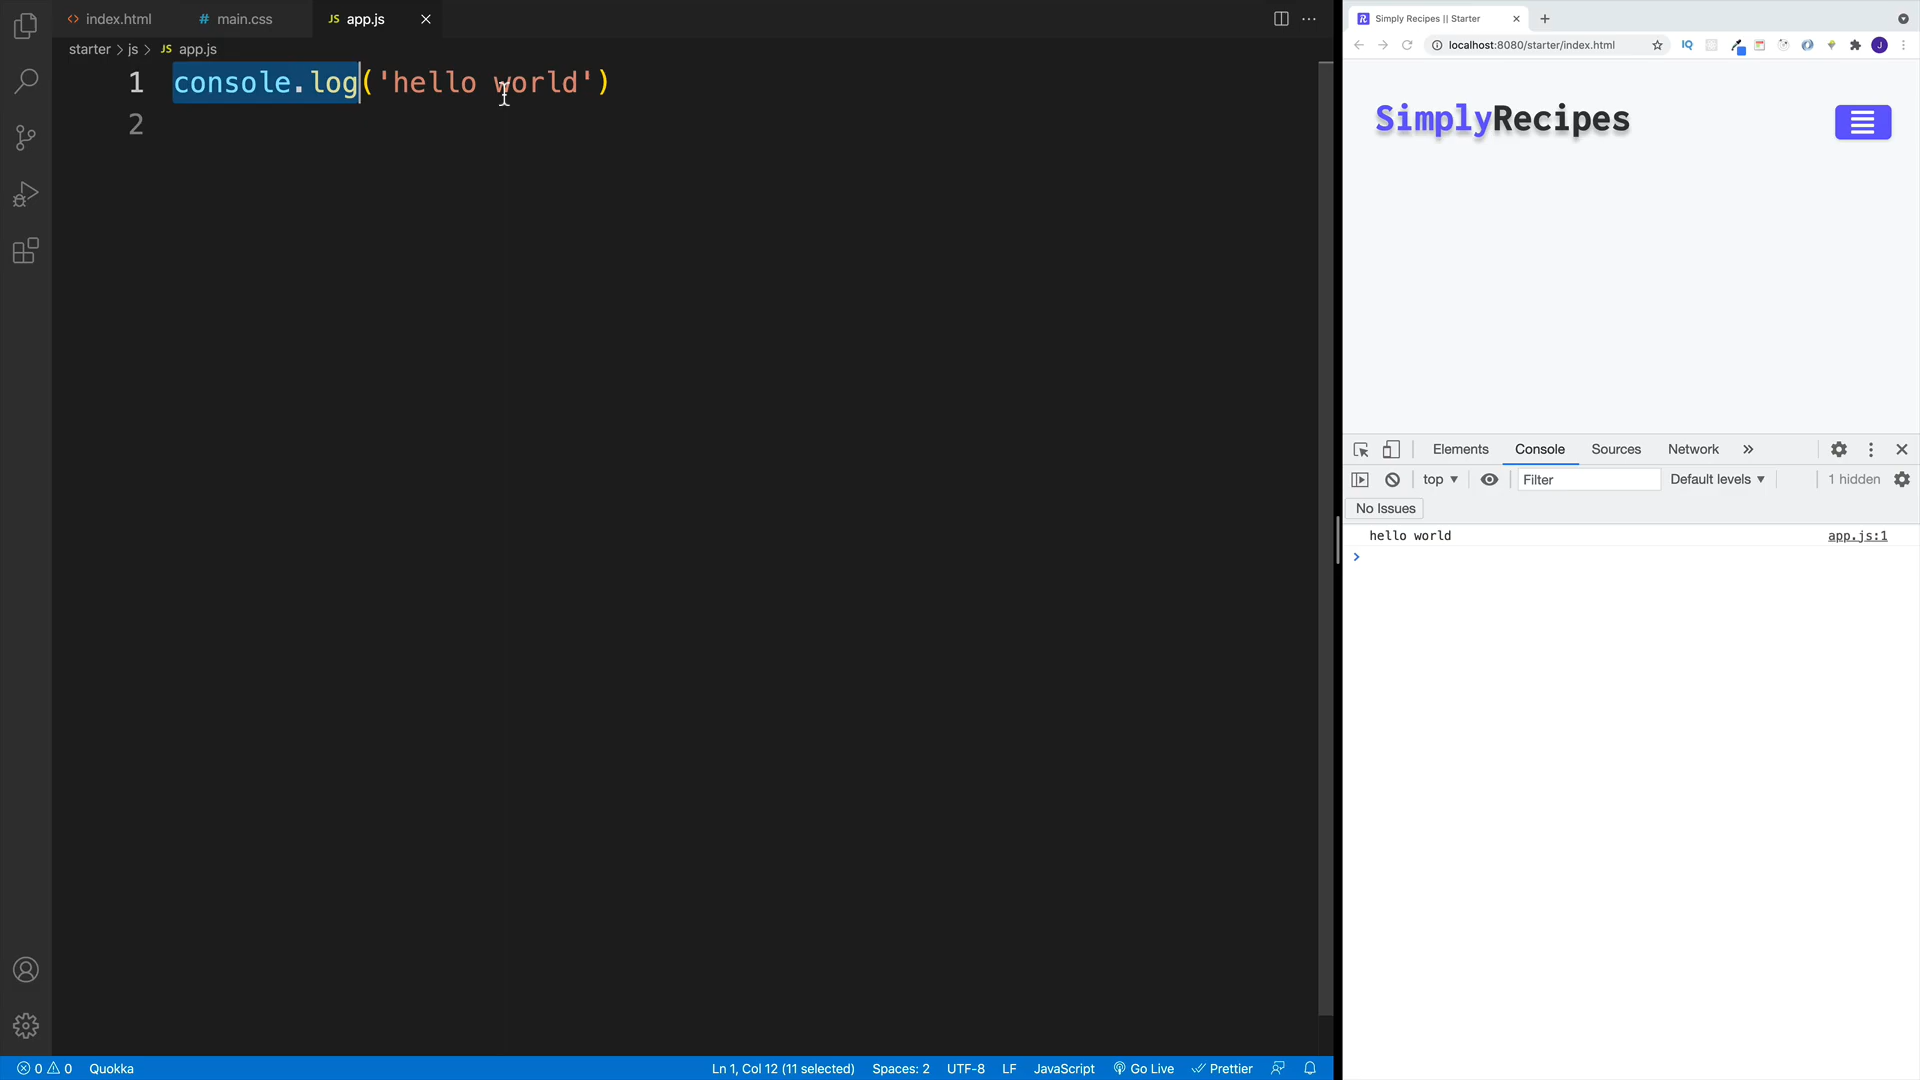 index.html
# main.css
JS app.js
starter > js > JS app.js
1 console.log('hello world')
2
0 0 Quokka
Ln 1, Col 12 (11 selected) Spaces: 2 UTF-8 LF JavaScript Go Live Prettier
Simply Recipes || Starter
localhost:8080/starter/index.html
IQ
J
SimplyRecipes
Elements Console Sources Network
top Filter Default levels 1 hidden
No Issues
hello world app.js:1